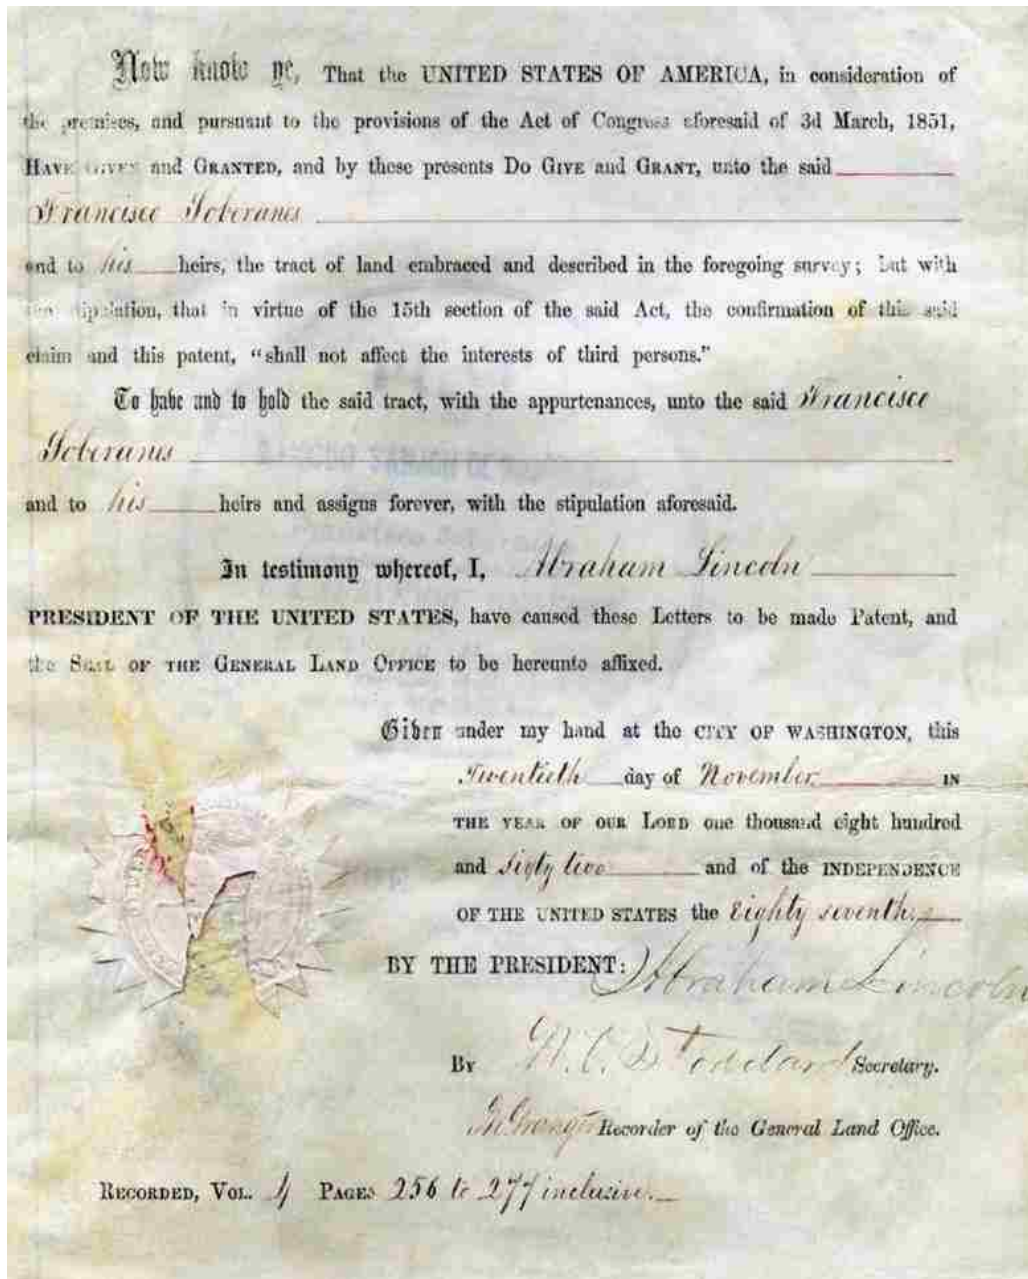 Now know ye, That the UNITED STATES OF AMERICA, in consideration of
the premises, and pursuant to the provisions of the Act of Congress aforesaid of 3d March, 1851,
HAVE GIVEN and GRANTED, and by these presents DO GIVE and GRANT, unto the said
Francisco Soberanes
and to his heirs, the tract of land embraced and described in the foregoing survey; but with
the stipulation, that in virtue of the 15th section of the said Act, the confirmation of this said
claim and this patent, "shall not affect the interests of third persons."
To have and to hold the said tract, with the appurtenances, unto the said Francisco
Soberanes
and to his heirs and assigns forever, with the stipulation aforesaid.
In testimony whereof, I, Abraham Lincoln
PRESIDENT OF THE UNITED STATES, have caused these Letters to be made Patent, and
the SEAL OF THE GENERAL LAND OFFICE to be hereunto affixed.
Given under my hand at the CITY OF WASHINGTON, this
Twentieth day of November IN
THE YEAR OF OUR LORD one thousand eight hundred
and Sixty two and of the INDEPENDENCE
OF THE UNITED STATES the Eighty seventh
BY THE PRESIDENT: Abraham Lincoln
BY W. O. Stoddard Secretary.
Granger Recorder of the General Land Office.
RECORDED, VOL. 4 PAGES 256 to 277 inclusive.